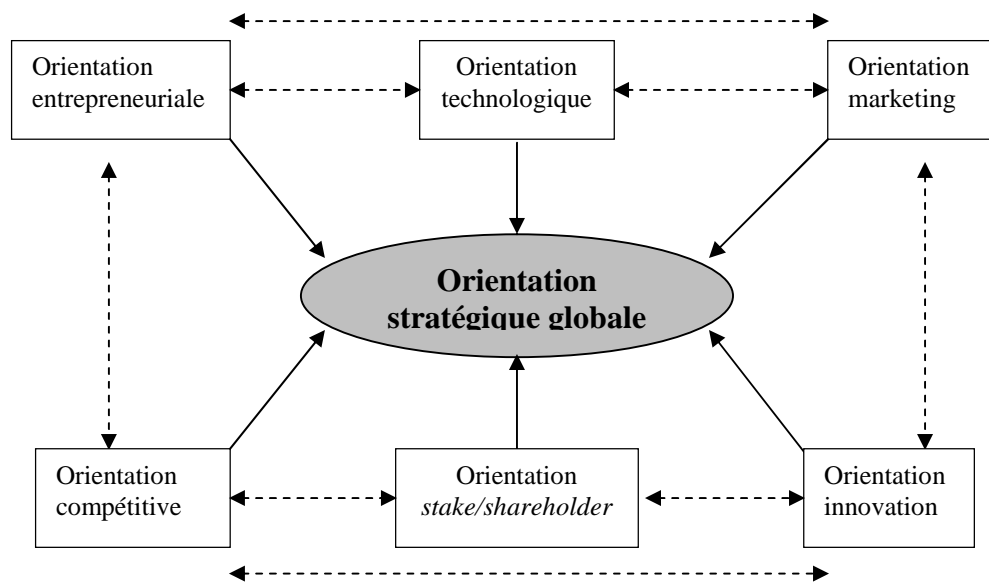 Orientation
entrepreneuriale
Orientation
technologique
Orientation
marketing
Orientation
stratégique globale
Orientation
compétitive
Orientation
stake/shareholder
Orientation
innovation